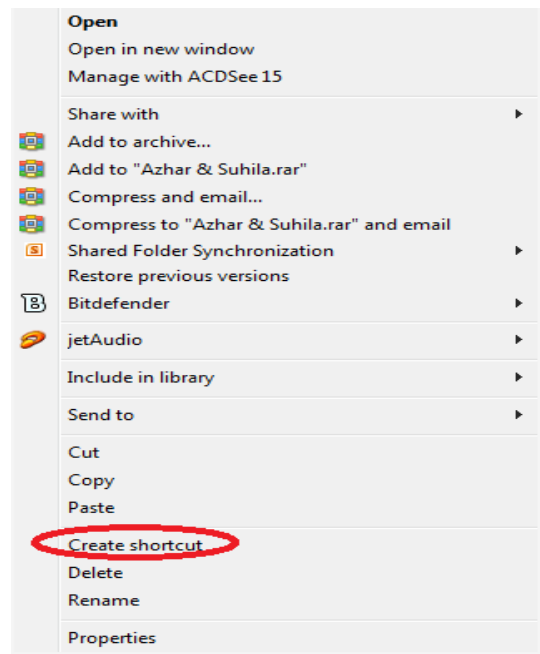 Open
Open in new window
Manage with ACDSee 15
Share with
Add to archive...
Add to "Azhar & Suhila.rar"
Compress and email...
Compress to "Azhar & Suhila.rar" and email
S
Shared Folder Synchronization
Restore previous versions
B
Bitdefender
jetAudio
Include in library
Send to
Cut
Copy
Paste
Create shortcut
Delete
Rename
Properties